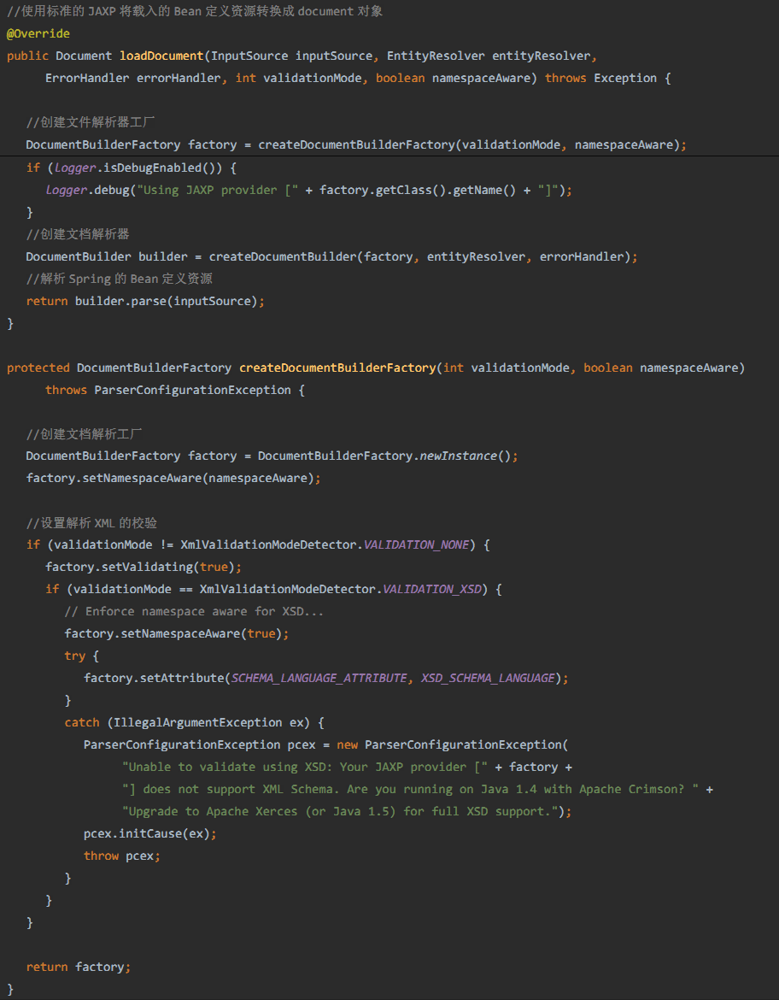 //使用标准的 JAXP 将载入的 Bean 定义资源转换成 document 对象
@Override
public Document loadDocument(InputSource inputSource, EntityResolver entityResolver,
      ErrorHandler errorHandler, int validationMode, boolean namespaceAware) throws Exception {

   //创建文件解析器工厂
   DocumentBuilderFactory factory = createDocumentBuilderFactory(validationMode, namespaceAware);
   if (logger.isDebugEnabled()) {
      logger.debug("Using JAXP provider [" + factory.getClass().getName() + "]");
   }
   //创建文档解析器
   DocumentBuilder builder = createDocumentBuilder(factory, entityResolver, errorHandler);
   //解析 Spring 的 Bean 定义资源
   return builder.parse(inputSource);
}

protected DocumentBuilderFactory createDocumentBuilderFactory(int validationMode, boolean namespaceAware)
      throws ParserConfigurationException {

   //创建文档解析工厂
   DocumentBuilderFactory factory = DocumentBuilderFactory.newInstance();
   factory.setNamespaceAware(namespaceAware);

   //设置解析 XML 的校验
   if (validationMode != XmlValidationModeDetector.VALIDATION_NONE) {
      factory.setValidating(true);
      if (validationMode == XmlValidationModeDetector.VALIDATION_XSD) {
         // Enforce namespace aware for XSD...
         factory.setNamespaceAware(true);
         try {
            factory.setAttribute(SCHEMA_LANGUAGE_ATTRIBUTE, XSD_SCHEMA_LANGUAGE);
         }
         catch (IllegalArgumentException ex) {
            ParserConfigurationException pcex = new ParserConfigurationException(
                  "Unable to validate using XSD: Your JAXP provider [" + factory +
                  "] does not support XML Schema. Are you running on Java 1.4 with Apache Crimson? " +
                  "Upgrade to Apache Xerces (or Java 1.5) for full XSD support.");
            pcex.initCause(ex);
            throw pcex;
         }
      }
   }

   return factory;
}